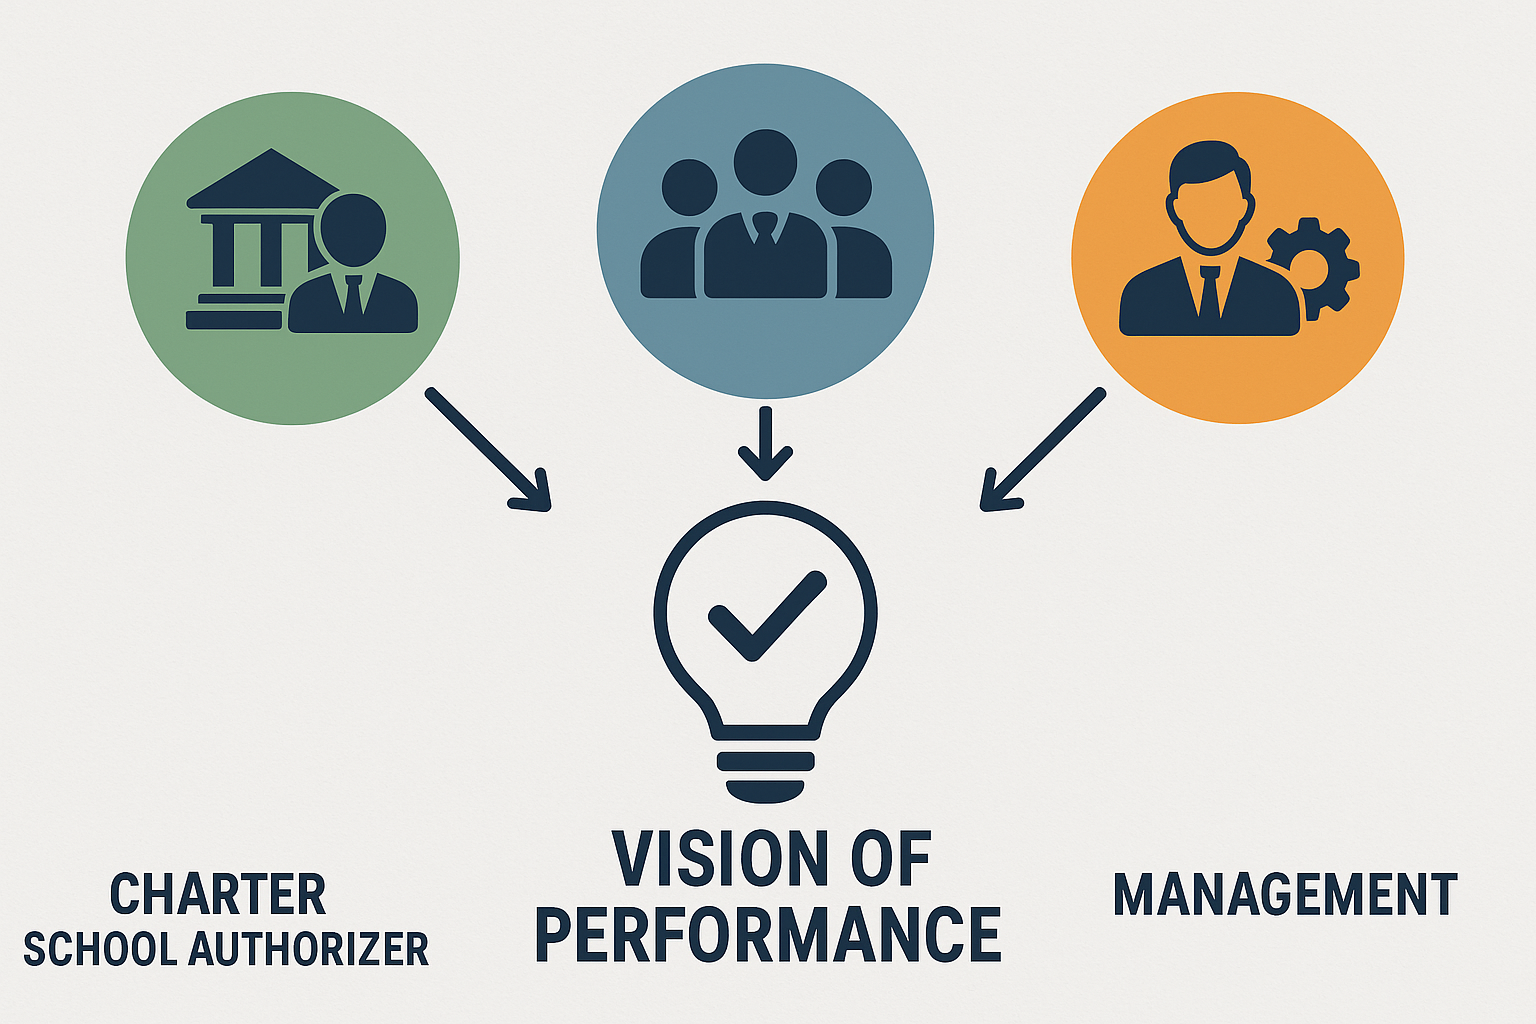 CHARTER
SCHOOL AUTHORIZER
VISION OF
PERFORMANCE
MANAGEMENT